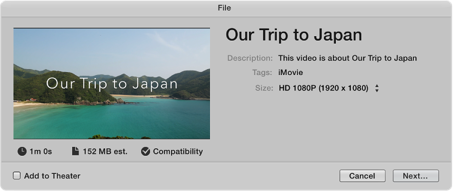 File
Our Trip to Japan
Our Trip to Japan
Description: This video is about Our Trip to Japan
Tags: iMovie
Size: HD 1080P (1920 x 1080)
1m 0s 152 MB est. Compatibility
Add to Theater
Cancel Next...